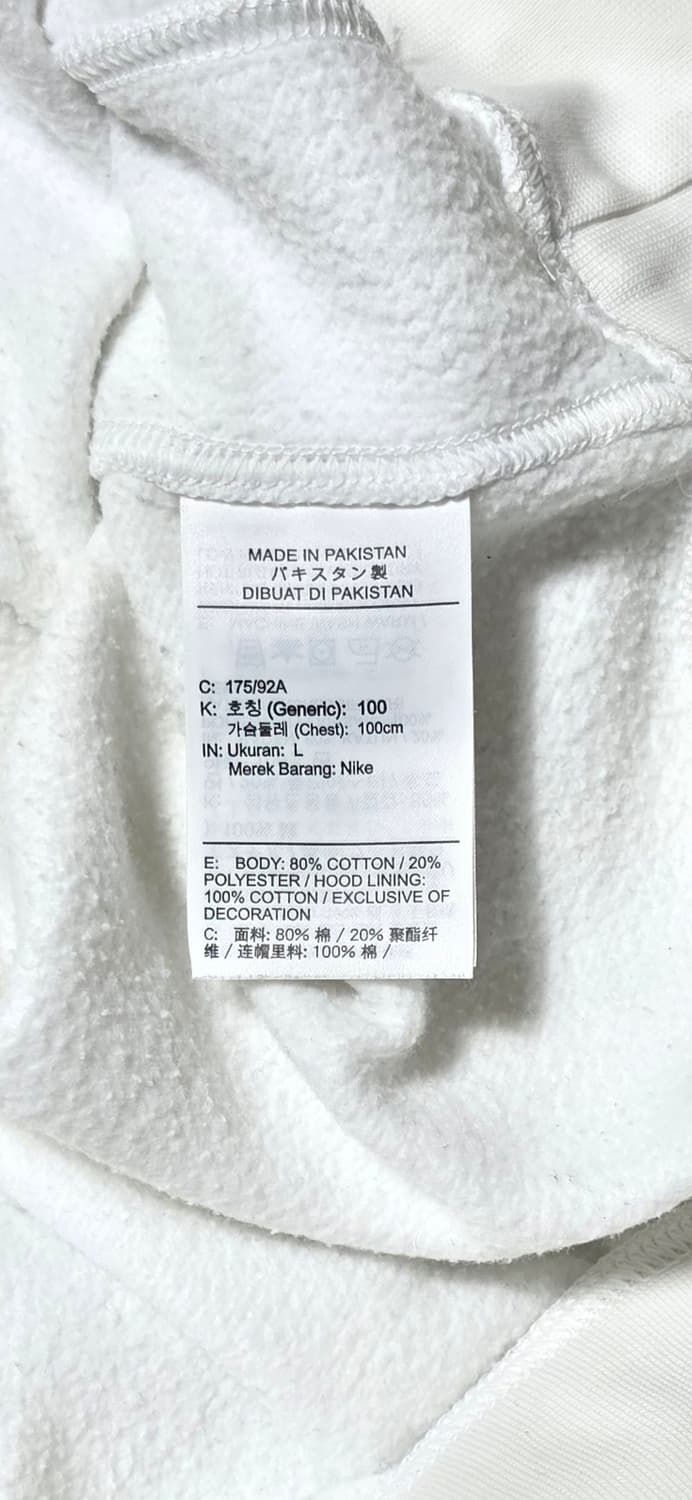 MADE IN PAKISTAN
パキスタン製
DIBUAT DI PAKISTAN
C: 175/92A
K: 호칭 (Generic): 100
가슴둘레 (Chest): 100cm
IN: Ukuran: L
Merek Barang: Nike
E: BODY: 80% COTTON / 20%
POLYESTER / HOOD LINING:
100% COTTON / EXCLUSIVE OF
DECORATION
C: 面料: 80% 棉 / 20% 聚酯纤
维 / 连帽里料: 100% 棉 /